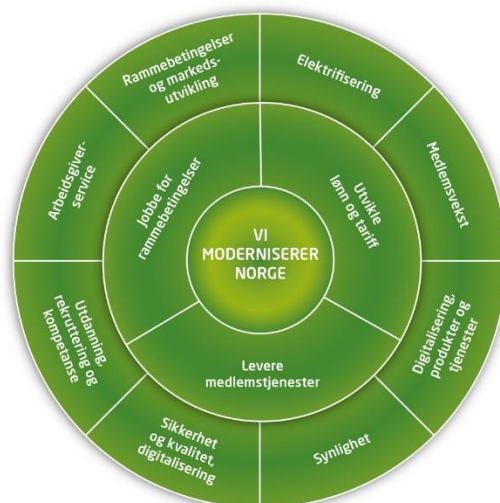 VI
MODERNISERER
NORGE
Jobbe for
rammebetingelser
Utvikle
lønn og tariff
Levere
medlemstjenester
Rammebetingelser
og markeds-
utvikling
Elektrifisering
Medlemsvekst
Digitalisering,
produkter og
tjenester
Synlighet
Sikkerhet
og kvalitet,
digitalisering
Utdanning,
rekruttering og
kompetanse
Arbeidsgiver-
service